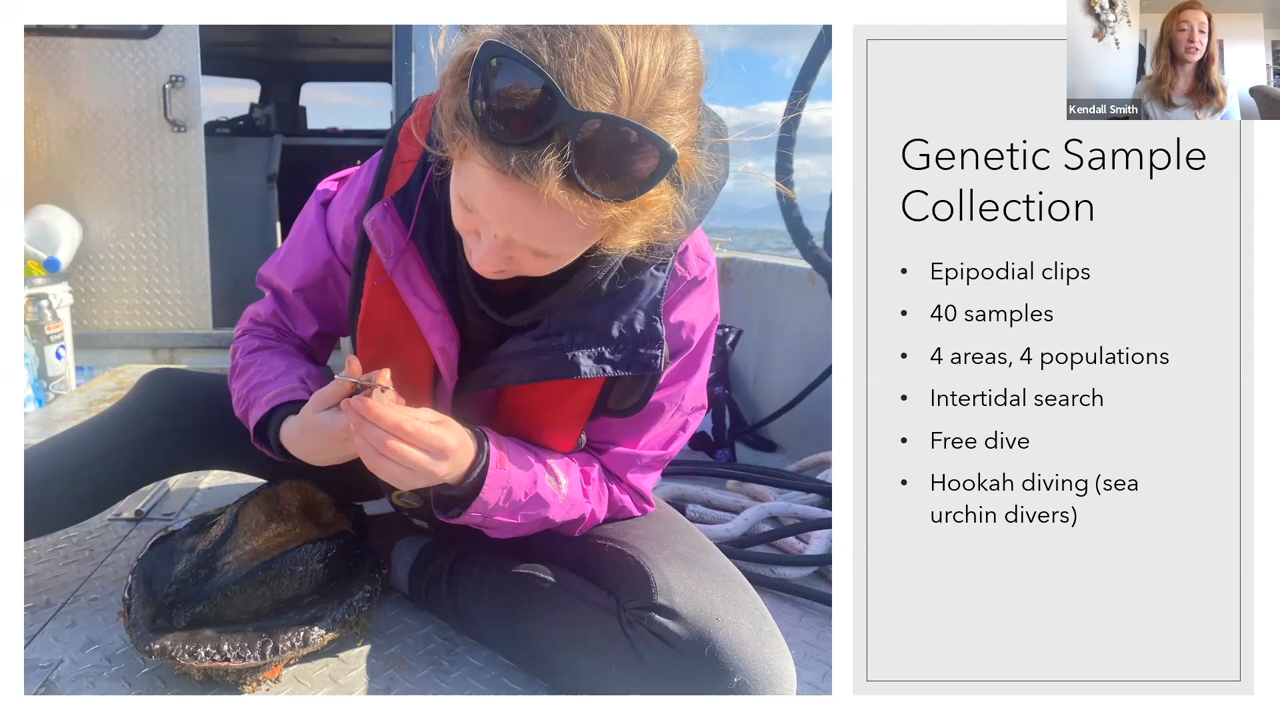 Kendall Smith
Genetic Sample
Collection
• Epipodial clips
• 40 samples
• 4 areas, 4 populations
• Intertidal search
• Free dive
• Hookah diving (sea
urchin divers)